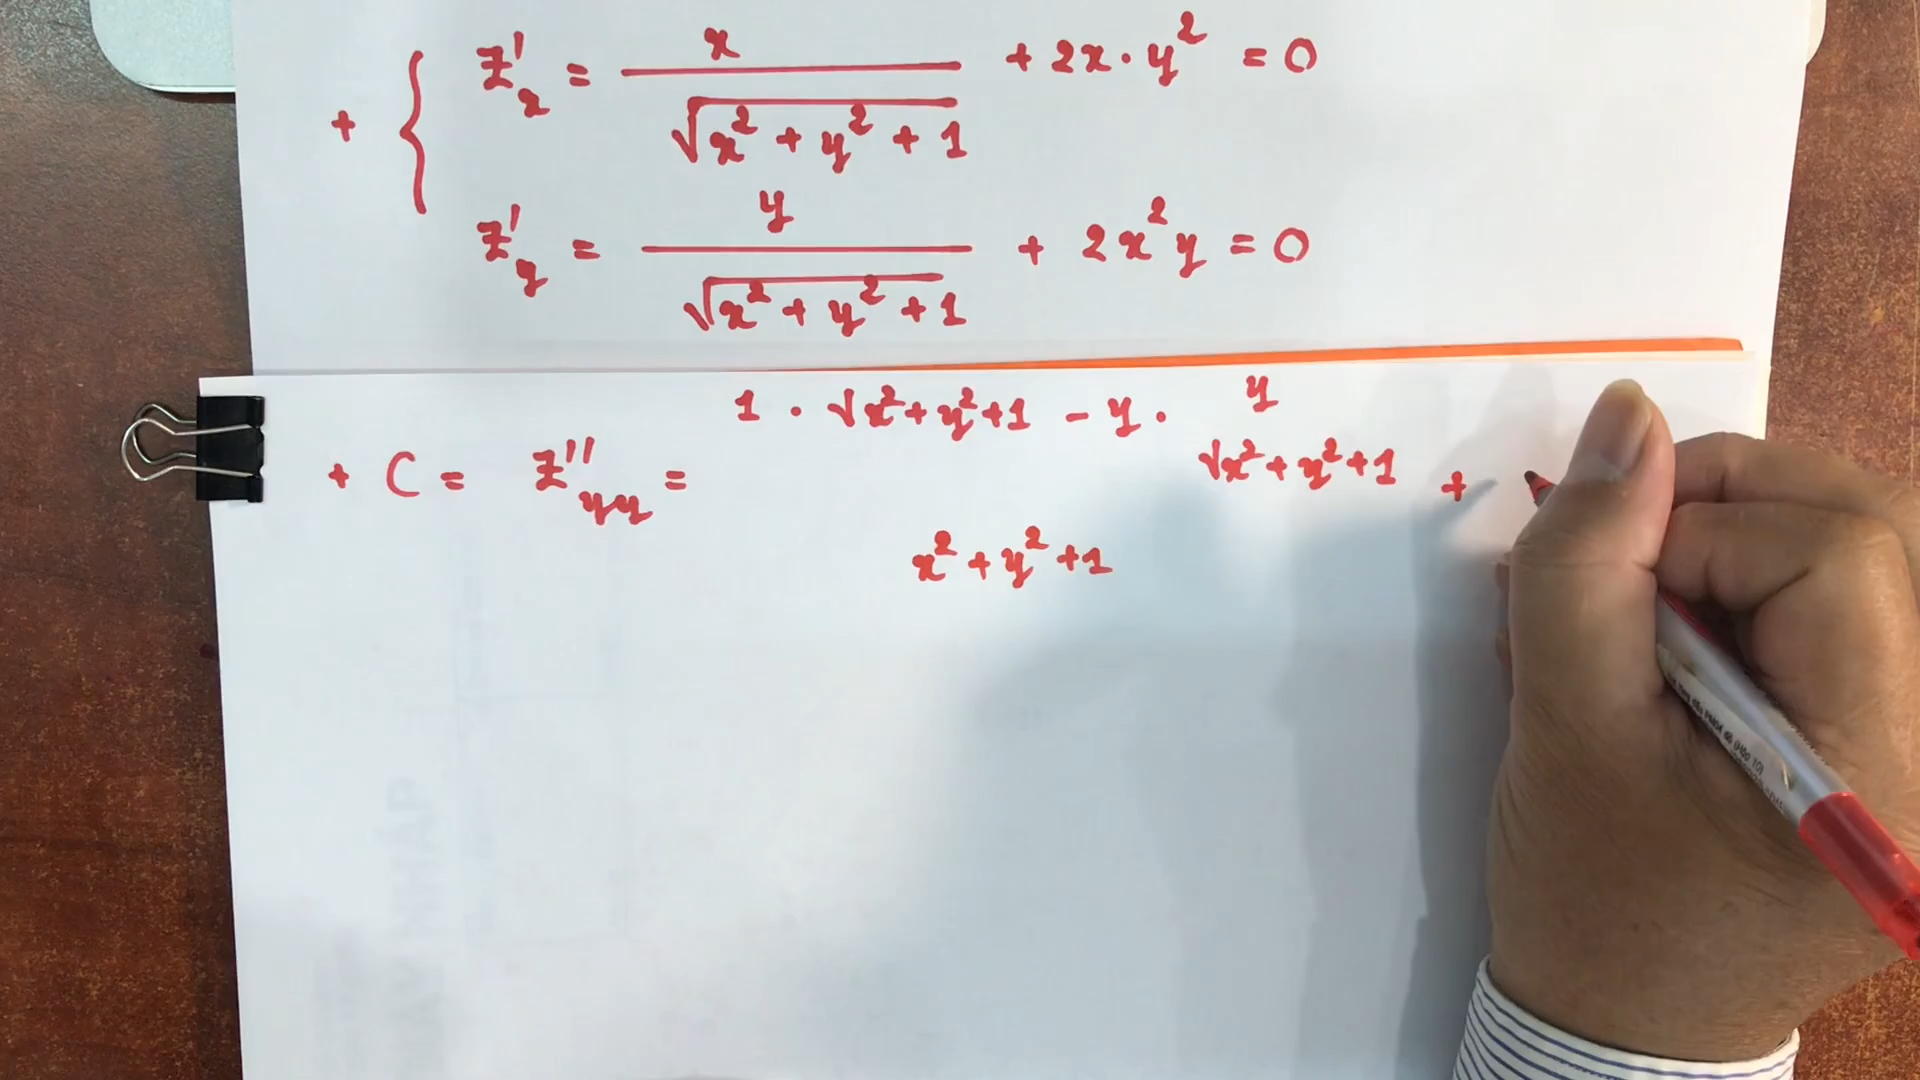 + { Z'x = x / √(x² + y² + 1) + 2x · y² = 0
Z'y = y / √(x² + y² + 1) + 2x²y = 0
+ C = Z''yy = 1 · √(x² + y² + 1) - y · y / √(x² + y² + 1) +
x² + y² + 1